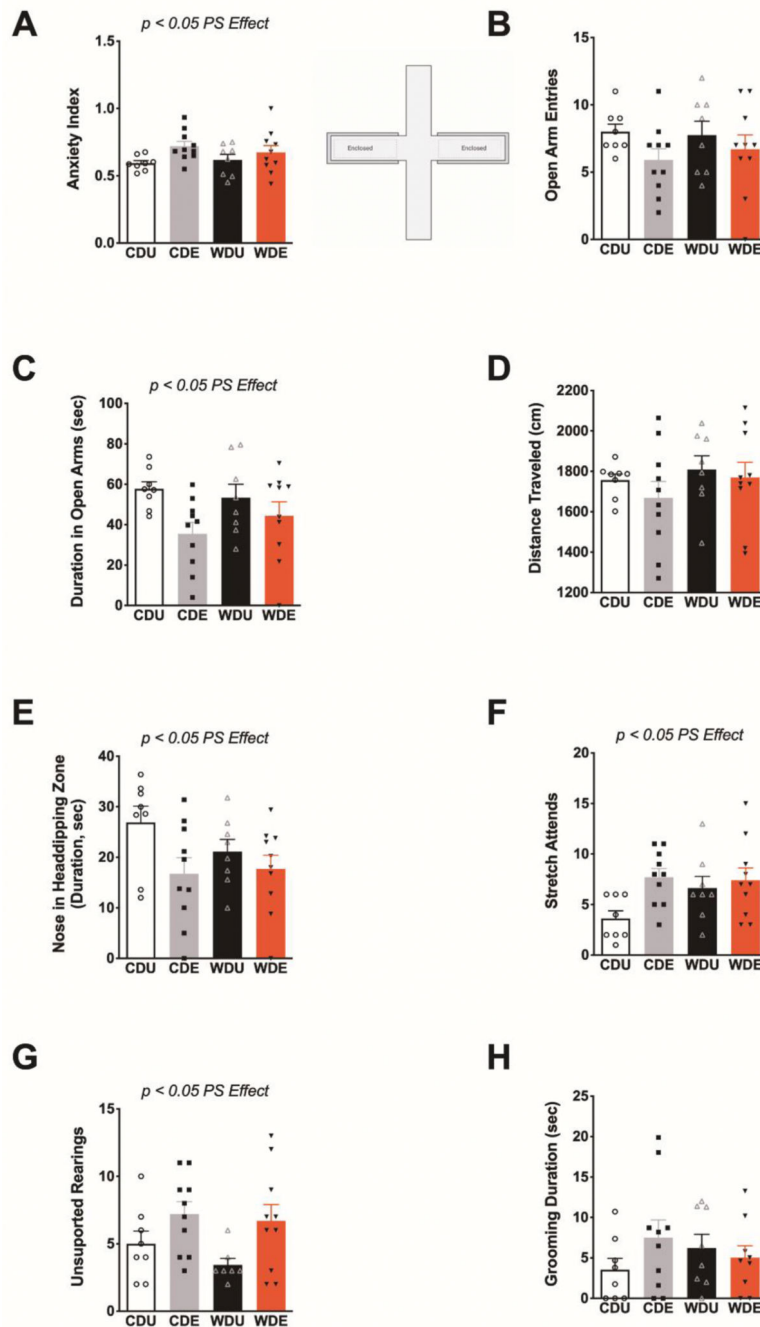 A
p < 0.05 PS Effect
Anxiety Index
1.5
1.0
0.5
0.0
CDU CDE WDU WDE
Enclosed
Enclosed
B
Open Arm Entries
15
10
5
0
CDU CDE WDU WDE
C
p < 0.05 PS Effect
Duration in Open Arms (sec)
100
80
60
40
20
0
CDU CDE WDU WDE
D
Distance Traveled (cm)
2200
2000
1800
1600
1400
1200
CDU CDE WDU WDE
E
p < 0.05 PS Effect
Nose in Headdipping Zone
(Duration, sec)
40
30
20
10
0
CDU CDE WDU WDE
F
p < 0.05 PS Effect
Stretch Attends
20
15
10
5
0
CDU CDE WDU WDE
G
p < 0.05 PS Effect
Unsuported Rearings
15
10
5
0
CDU CDE WDU WDE
H
Grooming Duration (sec)
25
20
15
10
5
0
CDU CDE WDU WDE